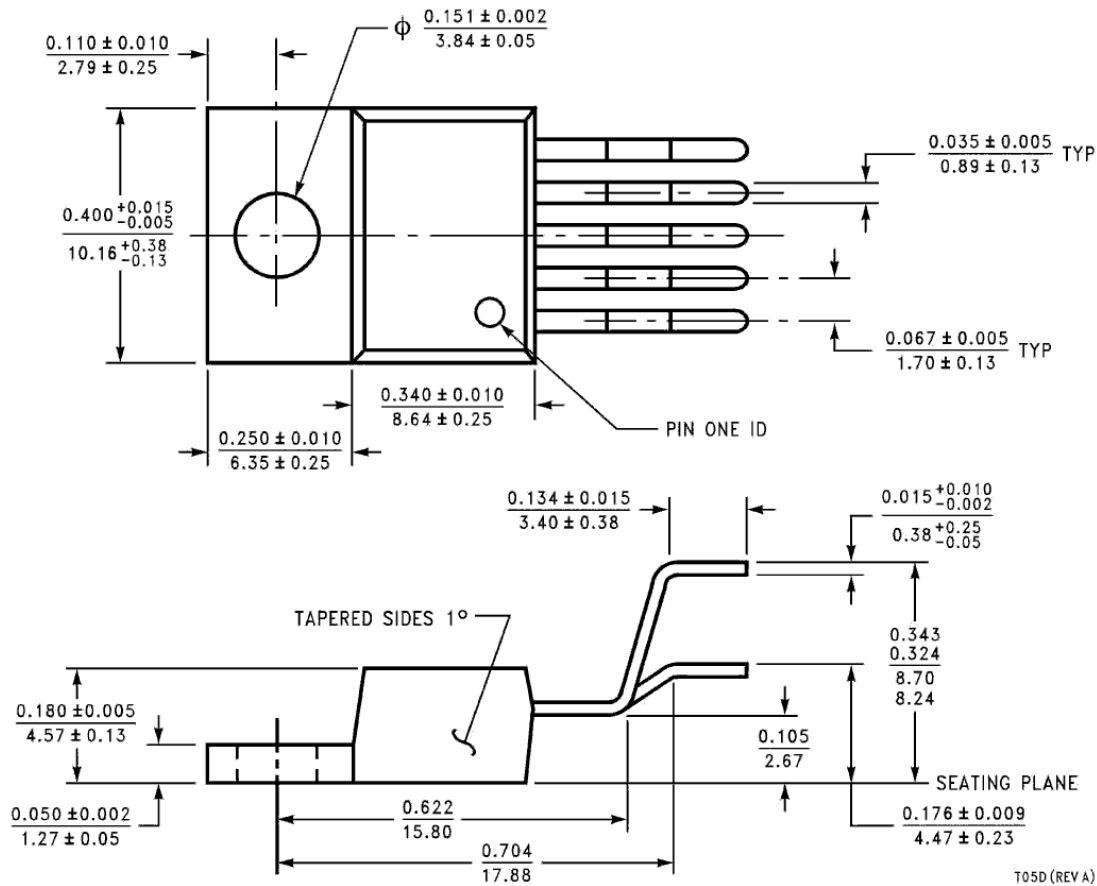 ϕ 0.151 ± 0.002
3.84 ± 0.05
0.110 ± 0.010
2.79 ± 0.25
0.035 ± 0.005 TYP
0.89 ± 0.13
0.400 +0.015
-0.005
10.16 +0.38
-0.13
0.067 ± 0.005 TYP
1.70 ± 0.13
0.340 ± 0.010
8.64 ± 0.25
PIN ONE ID
0.250 ± 0.010
6.35 ± 0.25
0.134 ± 0.015
3.40 ± 0.38
0.015 +0.010
-0.002
0.38 +0.25
-0.05
TAPERED SIDES 1°
0.343
0.324
8.70
8.24
0.180 ± 0.005
4.57 ± 0.13
0.105
2.67
SEATING PLANE
0.050 ± 0.002
1.27 ± 0.05
0.622
15.80
0.176 ± 0.009
4.47 ± 0.23
0.704
17.88
T05D (REV A)